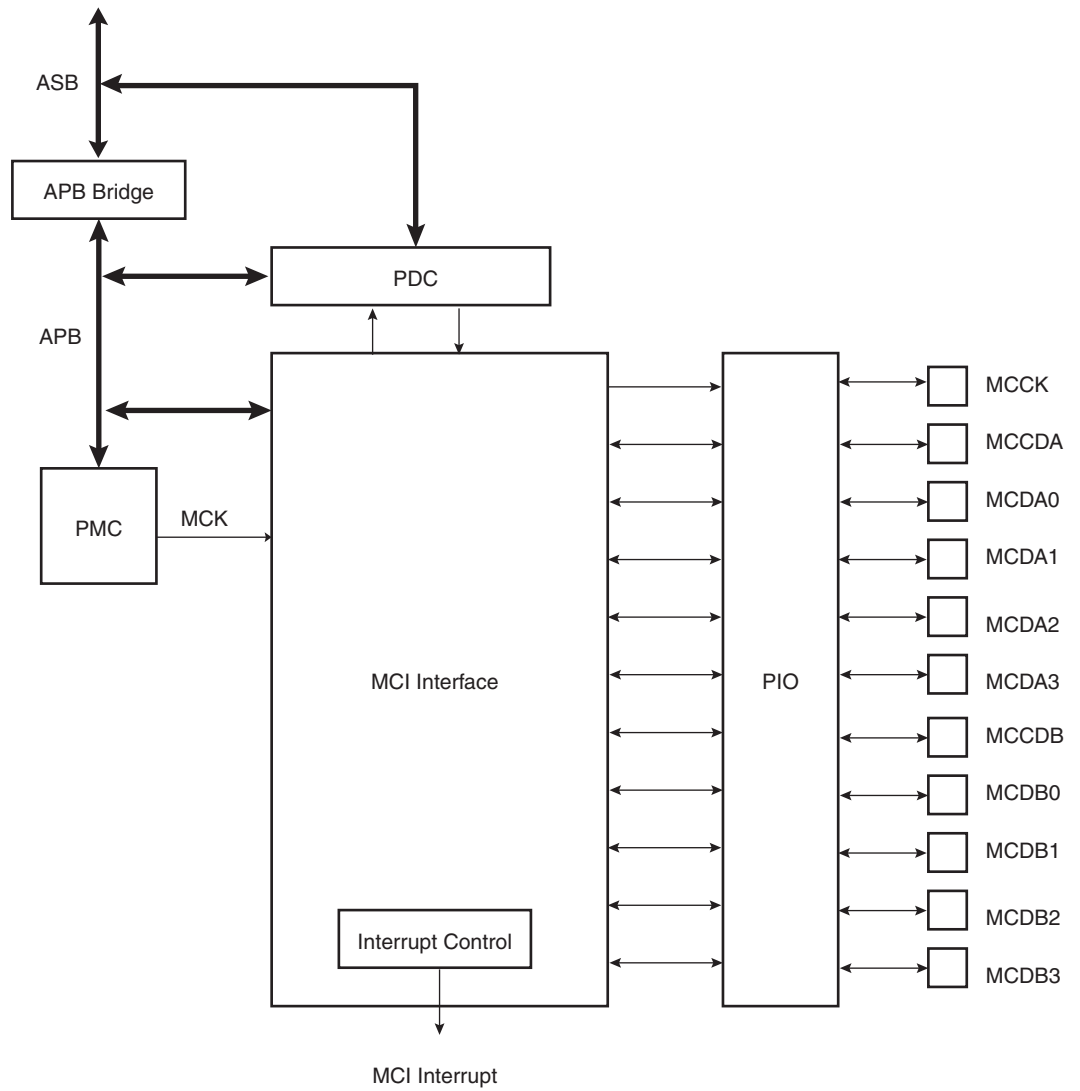 ASB
APB Bridge
PDC
APB
MCCK
MCCDA
MCDA0
PMC
MCK
MCDA1
MCDA2
MCI Interface
PIO
MCDA3
MCCDB
MCDB0
MCDB1
Interrupt Control
MCDB2
MCDB3
MCI Interrupt